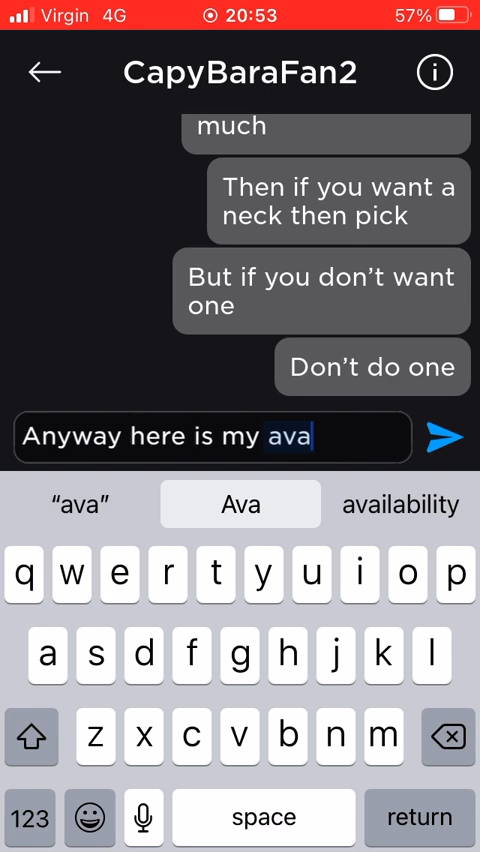 Virgin 4G 20:53 57%
CapyBaraFan2
much
Then if you want a
neck then pick
But if you don’t want
one
Don’t do one
Anyway here is my ava
“ava” Ava availability
q w e r t y u i o p
a s d f g h j k l
z x c v b n m
123 space return